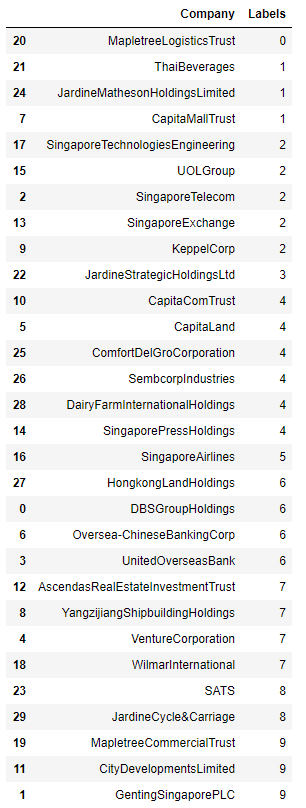 Company Labels
20 MapletreeLogisticsTrust 0
21 ThaiBeverages 1
24 JardineMathesonHoldingsLimited 1
7 CapitaMallTrust 1
17 SingaporeTechnologiesEngineering 2
15 UOLGroup 2
2 SingaporeTelecom 2
13 SingaporeExchange 2
9 KeppelCorp 2
22 JardineStrategicHoldingsLtd 3
10 CapitaComTrust 4
5 CapitaLand 4
25 ComfortDelGroCorporation 4
26 SembcorpIndustries 4
28 DairyFarmInternationalHoldings 4
14 SingaporePressHoldings 4
16 SingaporeAirlines 5
27 HongkongLandHoldings 6
0 DBSGroupHoldings 6
6 Oversea-ChineseBankingCorp 6
3 UnitedOverseasBank 6
12 AscendasRealEstateInvestmentTrust 7
8 YangzijiangShipbuildingHoldings 7
4 VentureCorporation 7
18 WilmarInternational 7
23 SATS 8
29 JardineCycle&Carriage 8
19 MapletreeCommercialTrust 9
11 CityDevelopmentsLimited 9
1 GentingSingaporePLC 9